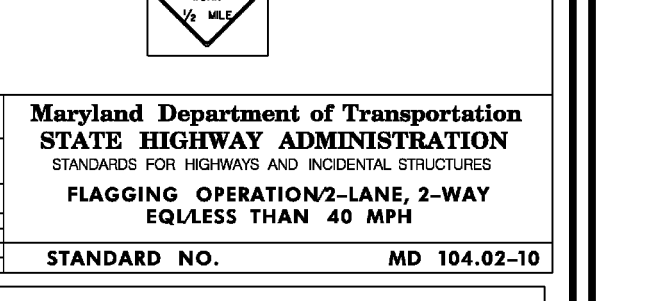 ½ MILE
Maryland Department of Transportation
STATE HIGHWAY ADMINISTRATION
STANDARDS FOR HIGHWAYS AND INCIDENTAL STRUCTURES
FLAGGING OPERATION/2-LANE, 2-WAY
EQL/LESS THAN 40 MPH
STANDARD NO. MD 104.02-10